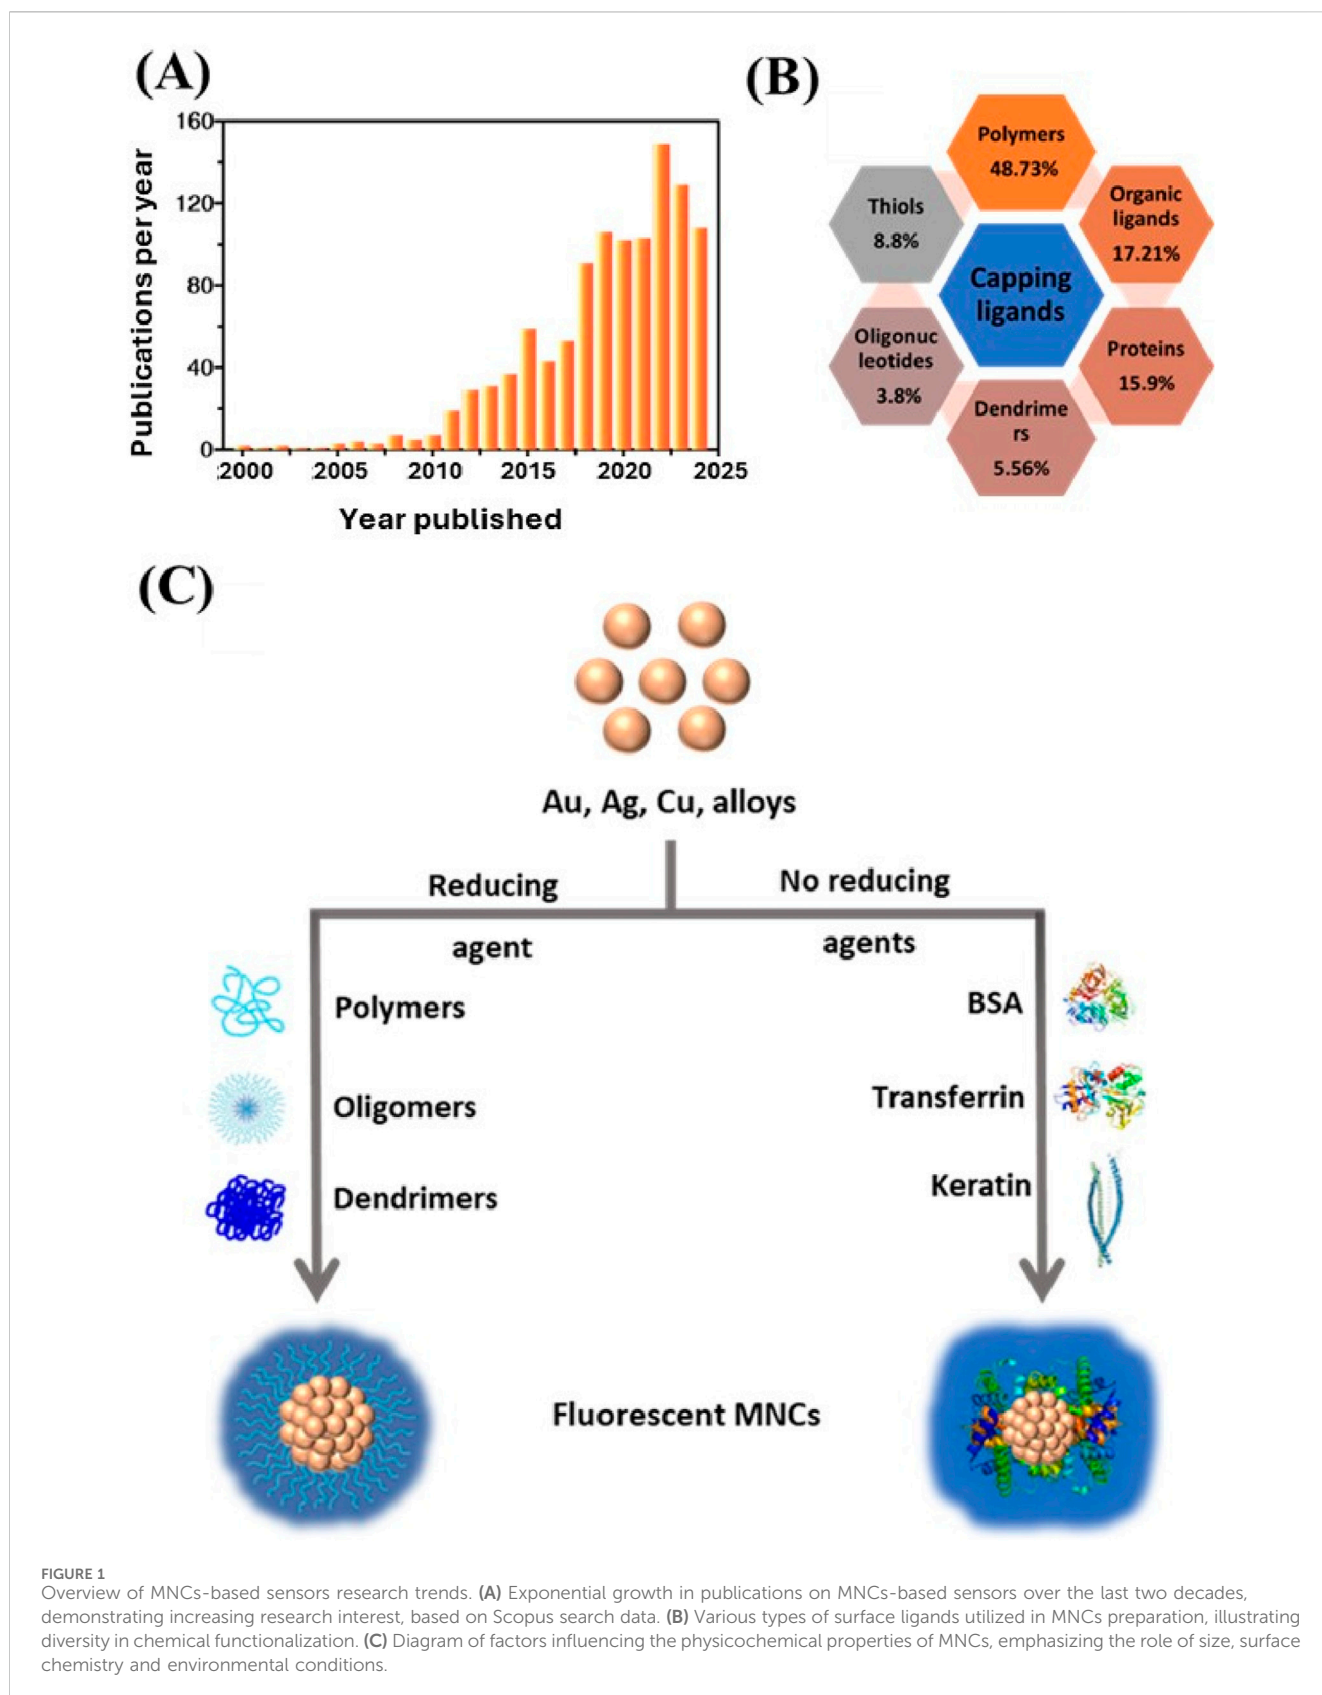 (A)
Publications per year
160
120
80
40
0
2000 2005 2010 2015 2020 2025
Year published
(B)
Polymers
48.73%
Organic
ligands
17.21%
Proteins
15.9%
Dendrime
rs
5.56%
Oligonuc
leotides
3.8%
Thiols
8.8%
Capping
ligands
(C)
Au, Ag, Cu, alloys
Reducing
agent
No reducing
agents
Polymers
Oligomers
Dendrimers
BSA
Transferrin
Keratin
Fluorescent MNCs
FIGURE 1
Overview of MNCs-based sensors research trends. (A) Exponential growth in publications on MNCs-based sensors over the last two decades,
demonstrating increasing research interest, based on Scopus search data. (B) Various types of surface ligands utilized in MNCs preparation, illustrating
diversity in chemical functionalization. (C) Diagram of factors influencing the physicochemical properties of MNCs, emphasizing the role of size, surface
chemistry and environmental conditions.